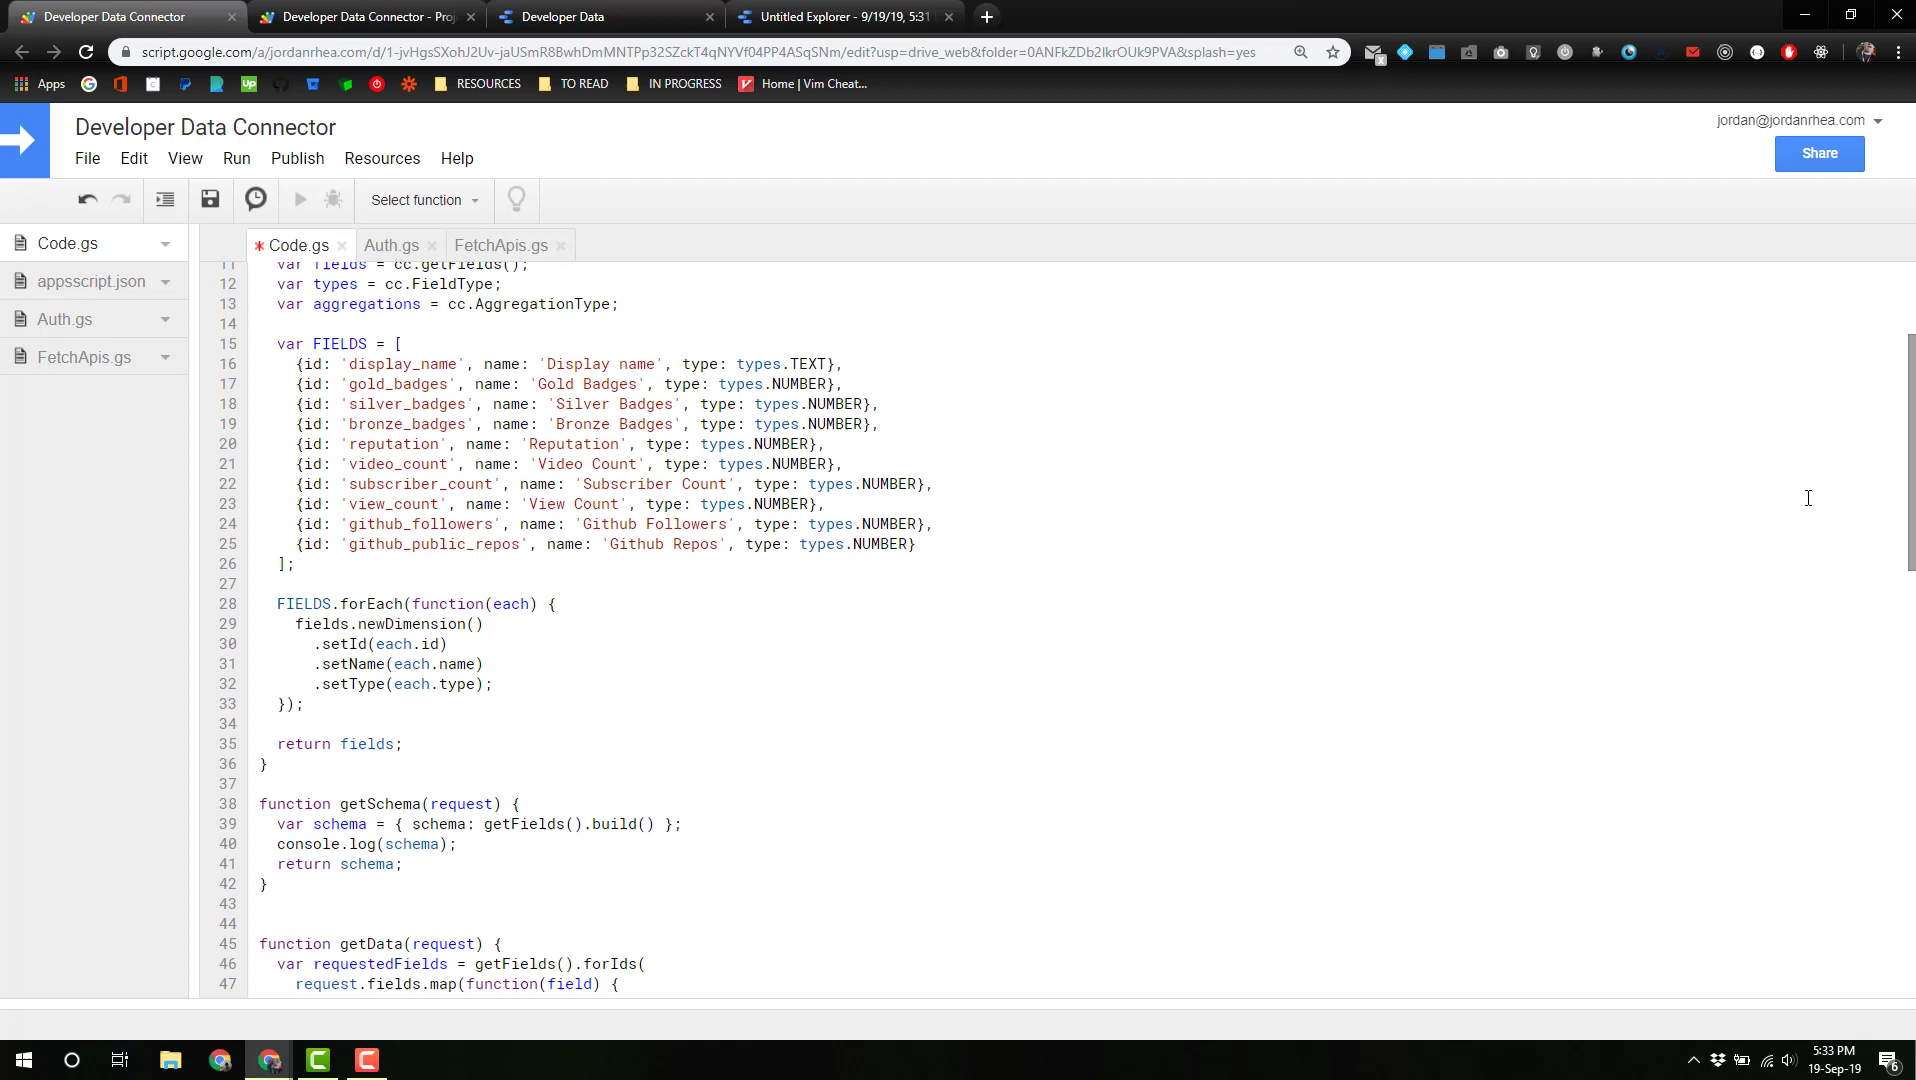 Developer Data Connector
Developer Data Connector - Proj
Developer Data
Untitled Explorer - 9/19/19, 5:31
script.google.com/a/jordanrhea.com/d/1-jvHgsSXohJ2Uv-jaUSmR8BwhDmMNTPp32SZckT4qNYVf04PP4ASqSNm/edit?usp=drive_web&folder=0ANFkZDb2IkrOUk9PVA&splash=yes
Apps
Up
RESOURCES
TO READ
IN PROGRESS
Home | Vim Cheat...
Developer Data Connector
jordan@jordanrhea.com
File Edit View Run Publish Resources Help
Share
Select function
Code.gs
appsscript.json
Auth.gs
FetchApis.gs
* Code.gs
Auth.gs
FetchApis.gs
11 var fields = cc.getFields();
12 var types = cc.FieldType;
13 var aggregations = cc.AggregationType;
14
15 var FIELDS = [
16 {id: 'display_name', name: 'Display name', type: types.TEXT},
17 {id: 'gold_badges', name: 'Gold Badges', type: types.NUMBER},
18 {id: 'silver_badges', name: 'Silver Badges', type: types.NUMBER},
19 {id: 'bronze_badges', name: 'Bronze Badges', type: types.NUMBER},
20 {id: 'reputation', name: 'Reputation', type: types.NUMBER},
21 {id: 'video_count', name: 'Video Count', type: types.NUMBER},
22 {id: 'subscriber_count', name: 'Subscriber Count', type: types.NUMBER},
23 {id: 'view_count', name: 'View Count', type: types.NUMBER},
24 {id: 'github_followers', name: 'Github Followers', type: types.NUMBER},
25 {id: 'github_public_repos', name: 'Github Repos', type: types.NUMBER}
26 ];
27
28 FIELDS.forEach(function(each) {
29 fields.newDimension()
30 .setId(each.id)
31 .setName(each.name)
32 .setType(each.type);
33 });
34
35 return fields;
36 }
37
38 function getSchema(request) {
39 var schema = { schema: getFields().build() };
40 console.log(schema);
41 return schema;
42 }
43
44
45 function getData(request) {
46 var requestedFields = getFields().forIds(
47 request.fields.map(function(field) {
5:33 PM
19-Sep-19
6